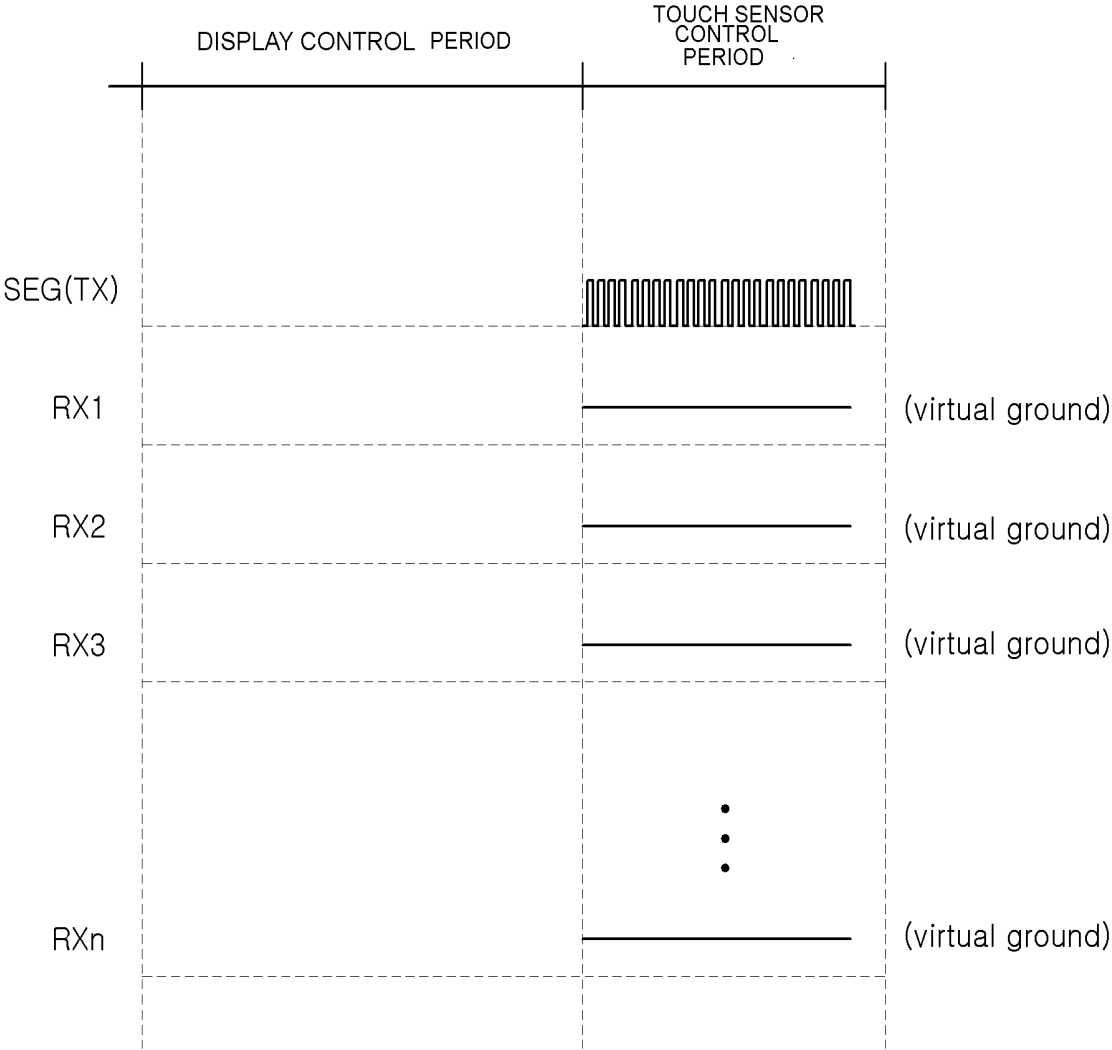 DISPLAY CONTROL PERIOD
TOUCH SENSOR
CONTROL
PERIOD
SEG(TX)
RX1
(virtual ground)
RX2
(virtual ground)
RX3
(virtual ground)
RXn
(virtual ground)